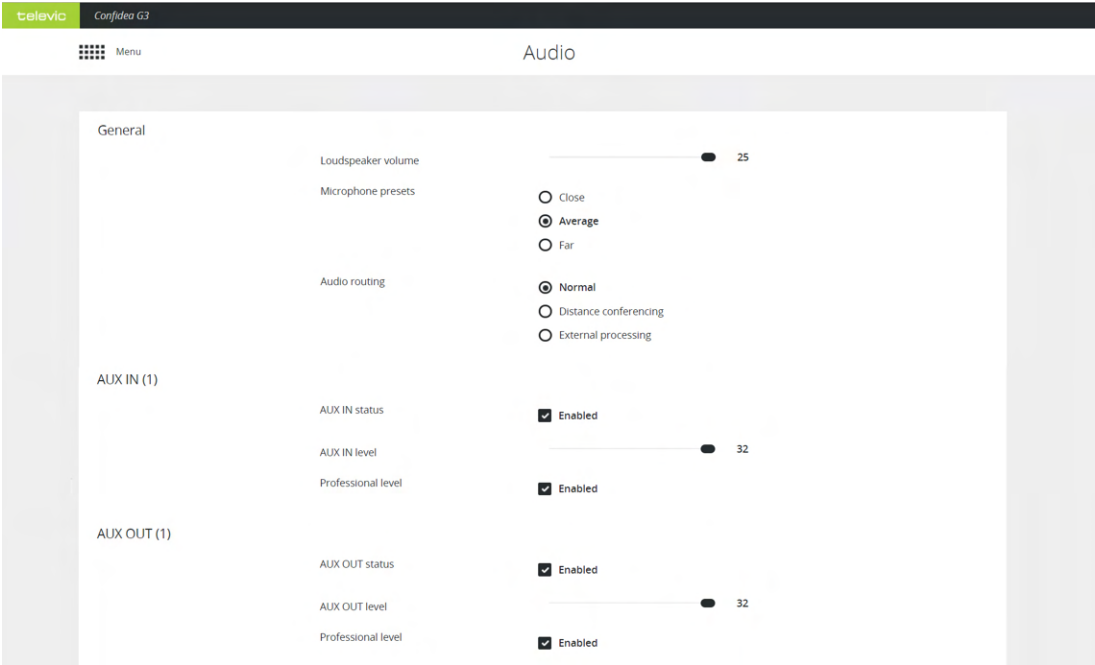 televic Confidea G3
Menu Audio
General
Loudspeaker volume 25
Microphone presets
Close
Average
Far
Audio routing
Normal
Distance conferencing
External processing
AUX IN (1)
AUX IN status Enabled
AUX IN level 32
Professional level Enabled
AUX OUT (1)
AUX OUT status Enabled
AUX OUT level 32
Professional level Enabled